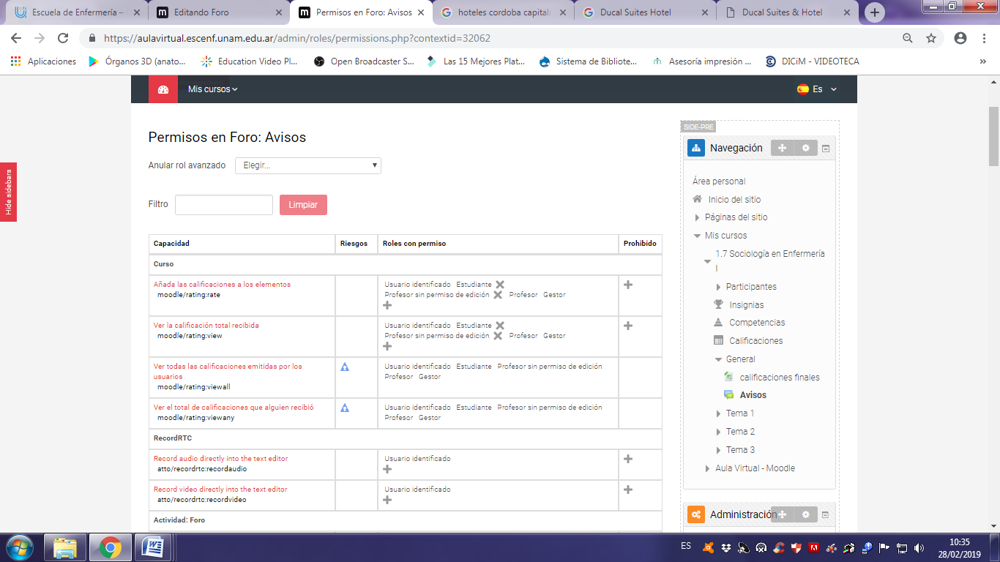 Escuela de Enfermería –
Editando Foro
Permisos en Foro: Avisos
hoteles cordoba capital:
Ducal Suites Hotel
Ducal Suites & Hotel
https://aulavirtual.escenf.unam.edu.ar/admin/roles/permissions.php?contextid=32062
Aplicaciones
Órganos 3D (anato...
Education Video Pl...
Open Broadcaster S...
Las 15 Mejores Plat...
Sistema de Bibliote...
Asesoría impresión ...
DICiM - VIDEOTECA
Mis cursos
Es
Hide sidebars
Permisos en Foro: Avisos
Anular rol avanzado Elegir...
Filtro Limpiar
Capacidad Riesgos Roles con permiso Prohibido
Curso
Añada las calificaciones a los elementos
moodle/rating:rate
Usuario identificado Estudiante
Profesor sin permiso de edición Profesor Gestor
Ver la calificación total recibida
moodle/rating:view
Usuario identificado Estudiante
Profesor sin permiso de edición Profesor Gestor
Ver todas las calificaciones emitidas por los
usuarios
moodle/rating:viewall
Usuario identificado Estudiante Profesor sin permiso de edición
Profesor Gestor
Ver el total de calificaciones que alguien recibió
moodle/rating:viewany
Usuario identificado Estudiante Profesor sin permiso de edición
Profesor Gestor
RecordRTC
Record audio directly into the text editor
atto/recordrtc:recordaudio
Usuario identificado
Record video directly into the text editor
atto/recordrtc:recordvideo
Usuario identificado
Actividad: Foro
SIDE-PRE
Navegación
Área personal
Inicio del sitio
Páginas del sitio
Mis cursos
1.7 Sociología en Enfermería
I
Participantes
Insignias
Competencias
Calificaciones
General
calificaciones finales
Avisos
Tema 1
Tema 2
Tema 3
Aula Virtual - Moodle
Administración
ES
10:35
28/02/2019